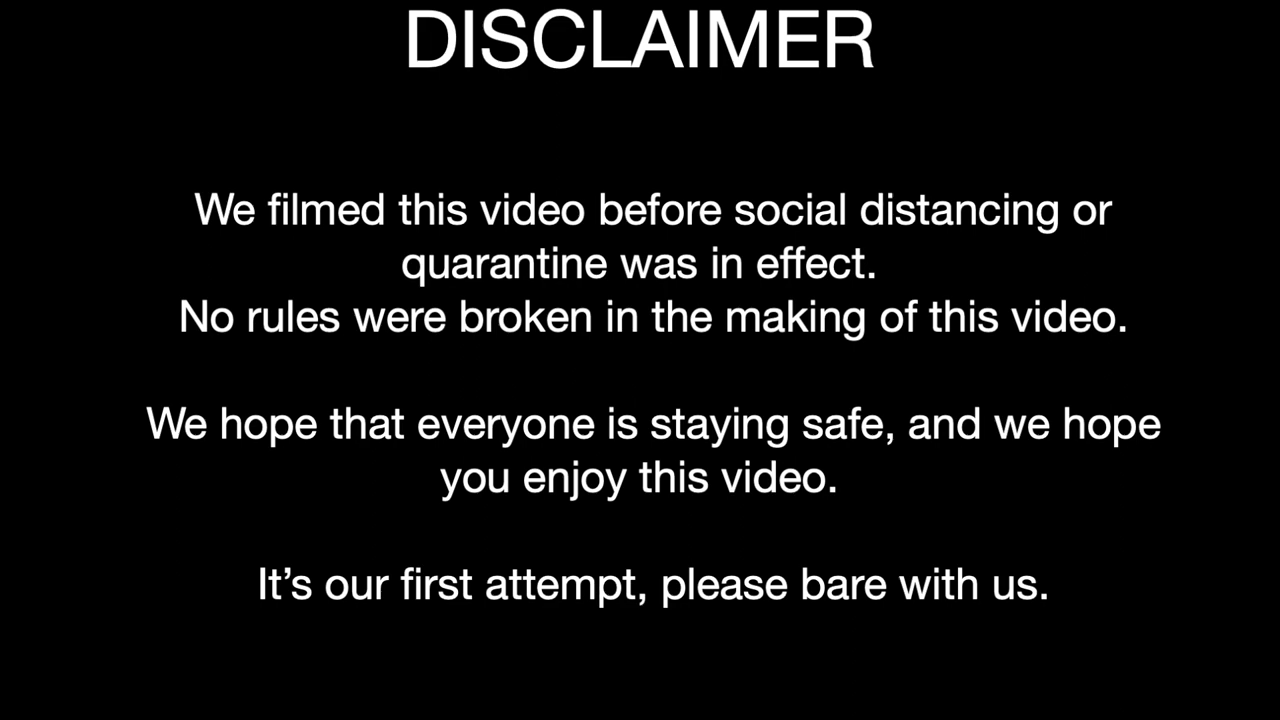 DISCLAIMER
We filmed this video before social distancing or
quarantine was in effect.
No rules were broken in the making of this video.
We hope that everyone is staying safe, and we hope
you enjoy this video.
It’s our first attempt, please bare with us.